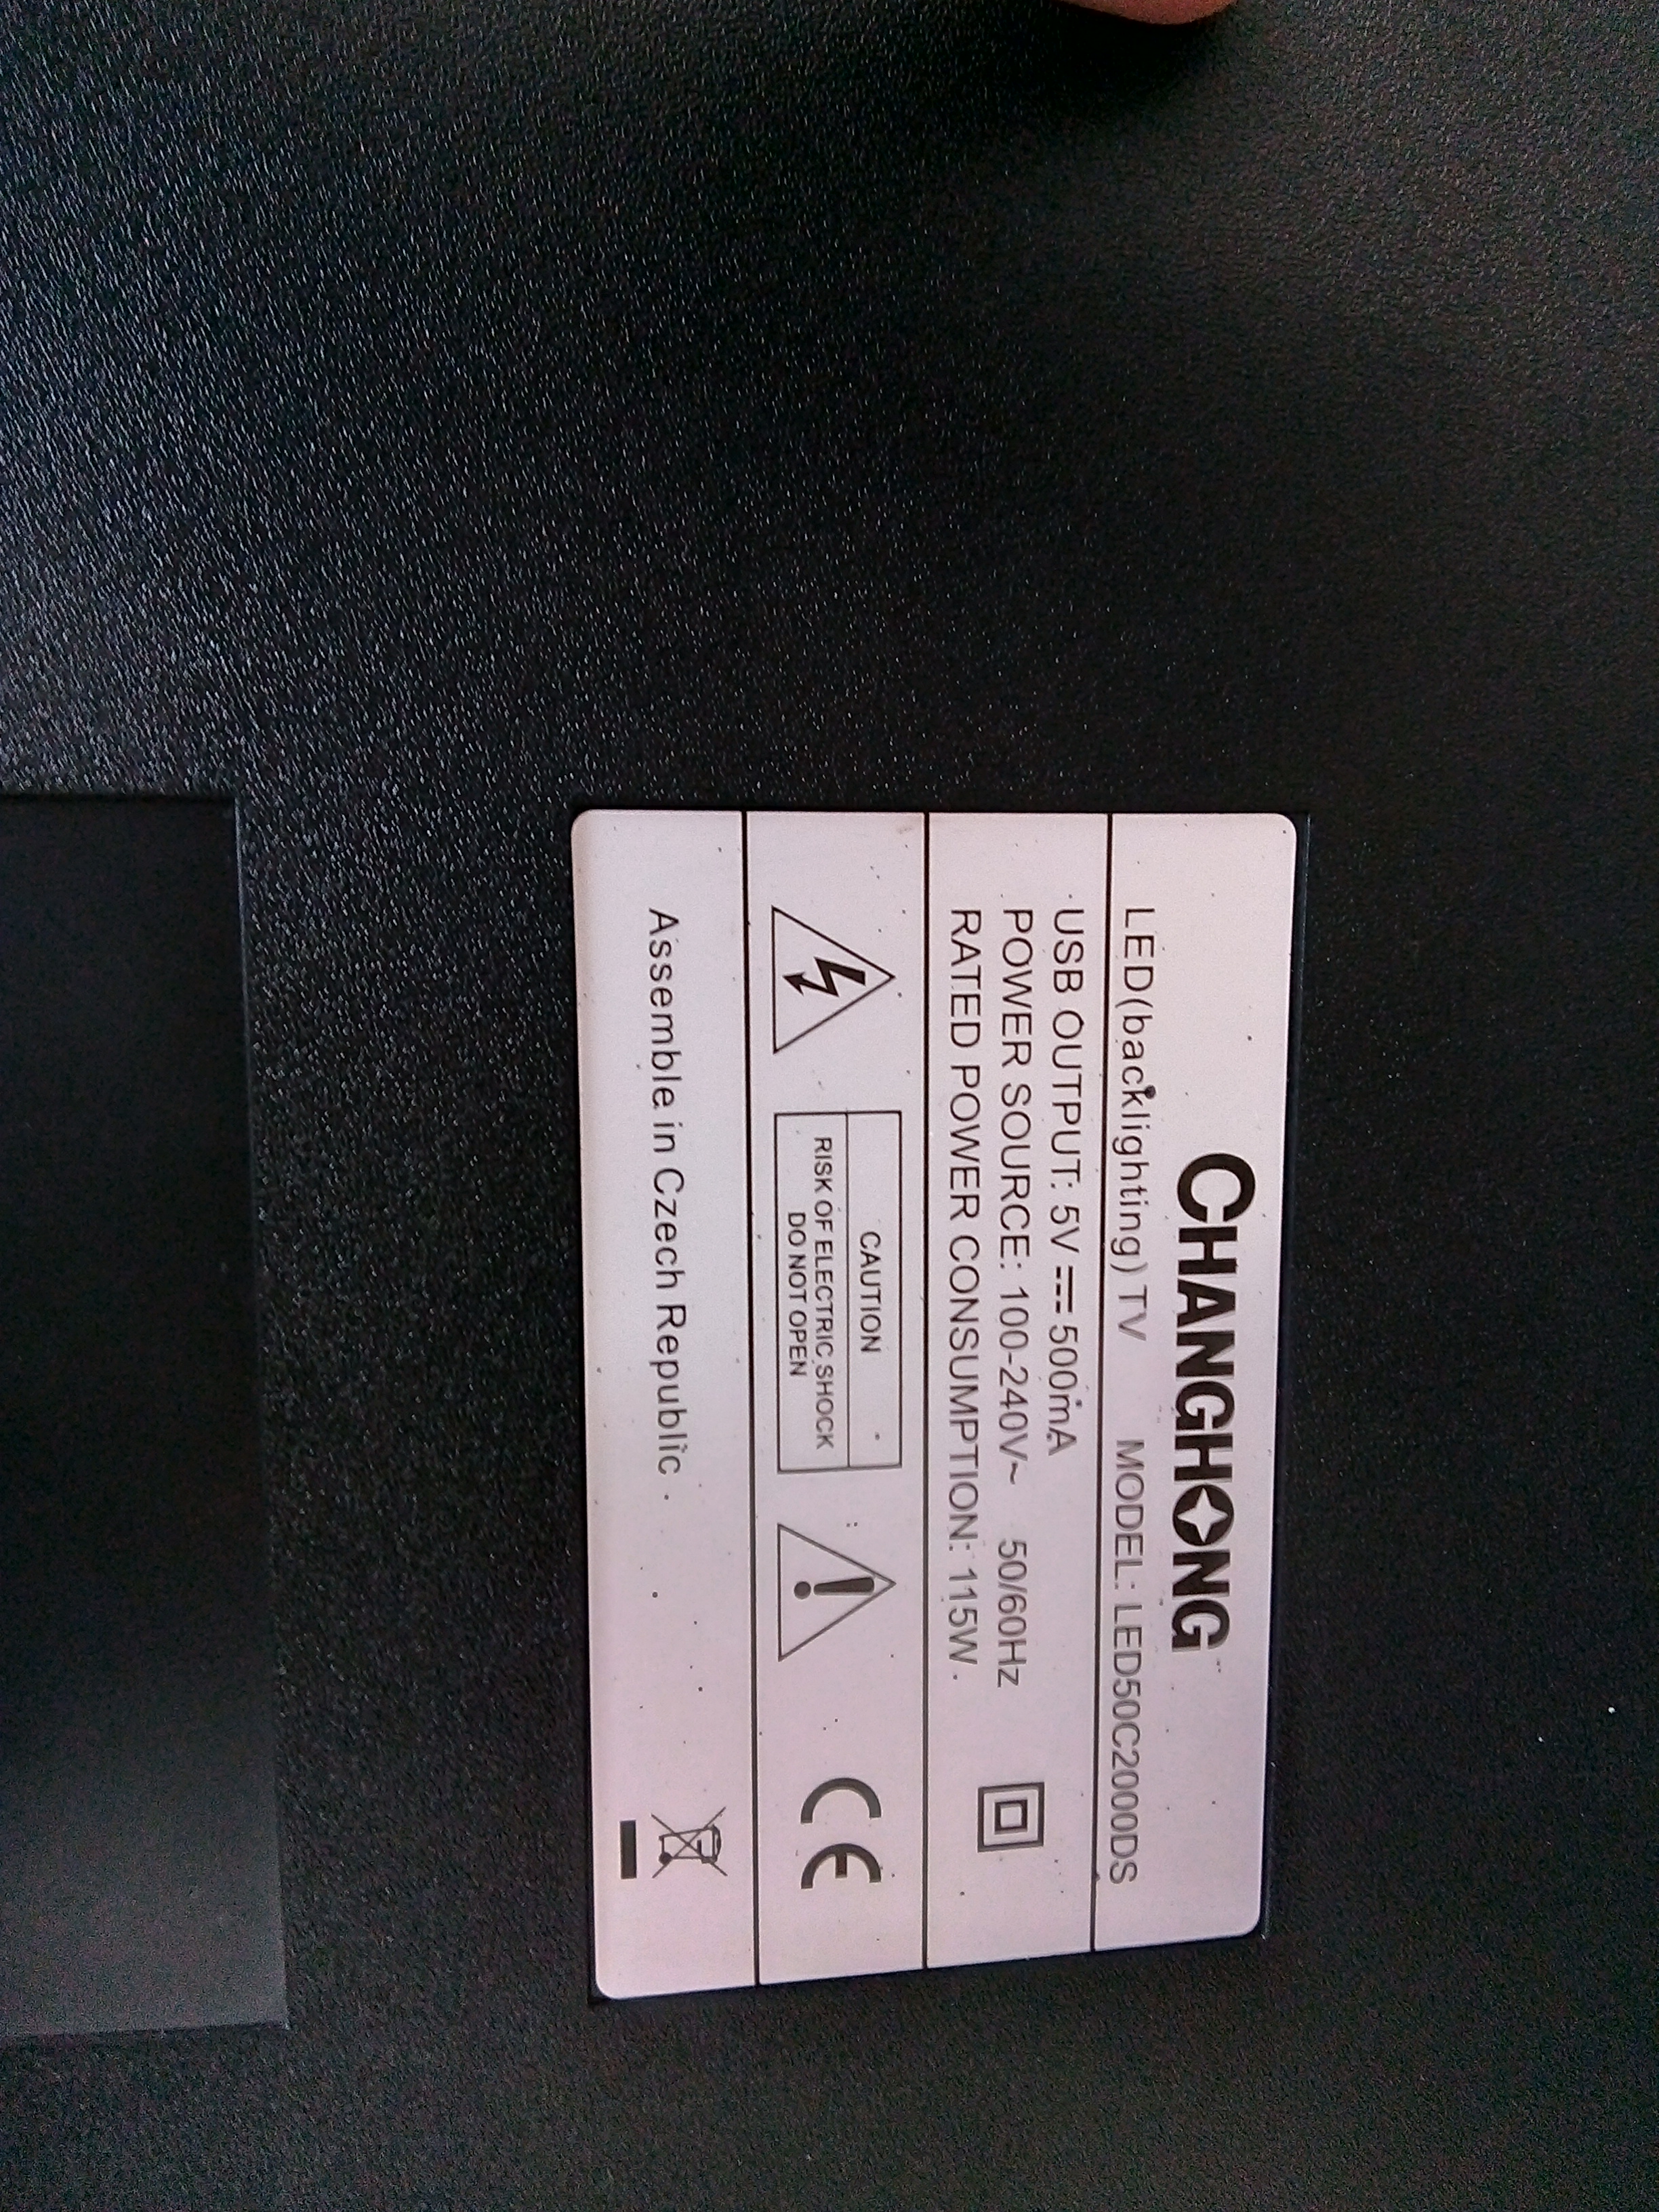 CHANGHONG
LED(backlighting) TV MODEL: LED50C2000DS
USB OUTPUT: 5V⎓500mA
POWER SOURCE: 100-240V~ 50/60Hz
RATED POWER CONSUMPTION: 115W
CAUTION
RISK OF ELECTRIC SHOCK
DO NOT OPEN
CE
Assemble in Czech Republic